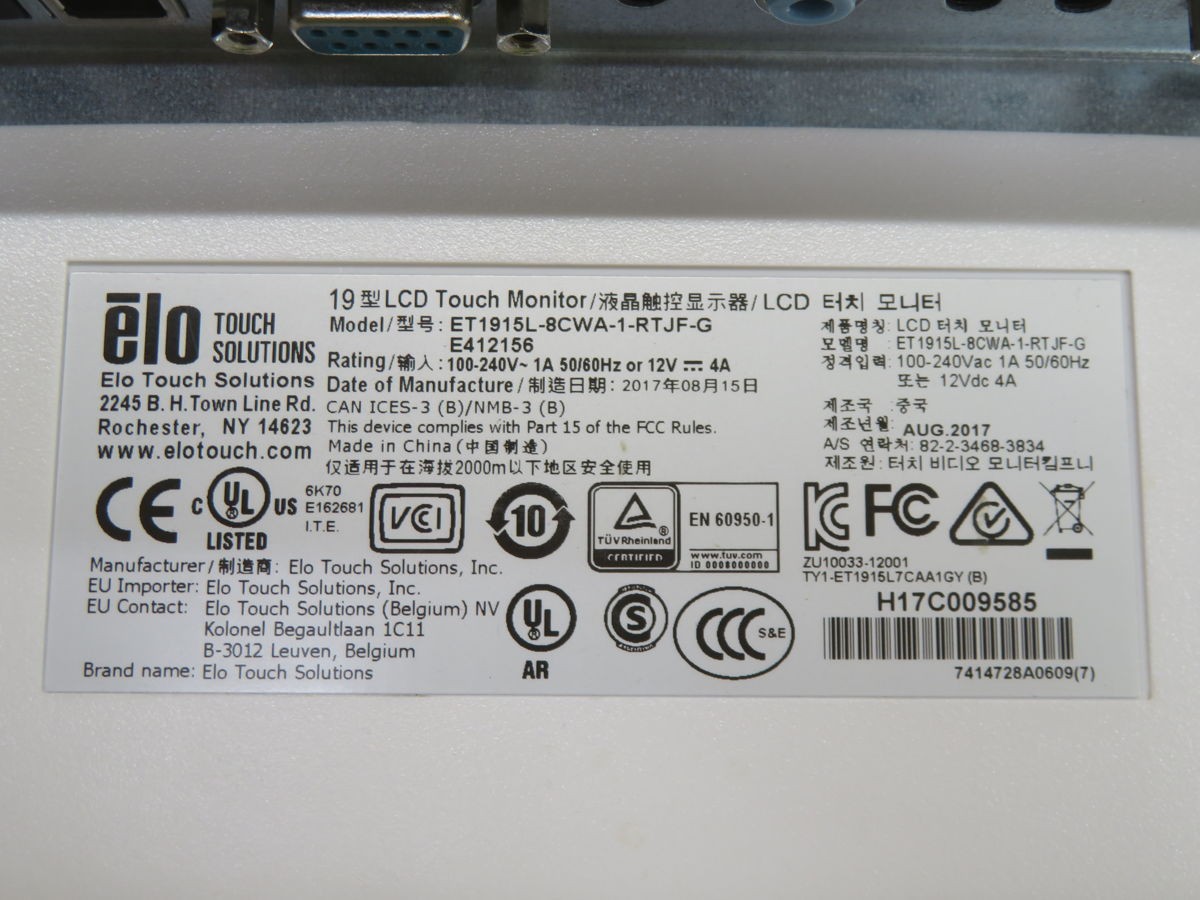 ēlo TOUCH SOLUTIONS
Elo Touch Solutions
2245 B. H. Town Line Rd.
Rochester, NY 14623
www.elotouch.com
19型LCD Touch Monitor/液晶触控显示器/LCD 터치 모니터
Model/型号: ET1915L-8CWA-1-RTJF-G
E412156
Rating/输入: 100-240V~ 1A 50/60Hz or 12V ⎓ 4A
Date of Manufacture/制造日期: 2017年08月15日
CAN ICES-3 (B)/NMB-3 (B)
This device complies with Part 15 of the FCC Rules.
Made in China(中国制造)
仅适用于在海拔2000m以下地区安全使用
제품명칭: LCD 터치 모니터
모델명 : ET1915L-8CWA-1-RTJF-G
정격입력: 100-240Vac 1A 50/60Hz
또는 12Vdc 4A
제조국 :중국
제조년월: AUG.2017
A/S 연락처: 82-2-3468-3834
제조원: 터치 비디오 모니터킴프니
CE
C UL US
®
LISTED
6K70
E162681
I.T.E.
VCI
10
TÜVRheinland ®
CERTIFIED
EN 60950-1
www.tuv.com
ID 0008000000
KC
FC
ZU10033-12001
TY1-ET1915L7CAA1GY (B)
Manufacturer/制造商: Elo Touch Solutions, Inc.
EU Importer: Elo Touch Solutions, Inc.
EU Contact: Elo Touch Solutions (Belgium) NV
Kolonel Begaultlaan 1C11
B-3012 Leuven, Belgium
Brand name: Elo Touch Solutions
UL
®
AR
S
CCC S&E
H17C009585
7414728A0609(7)